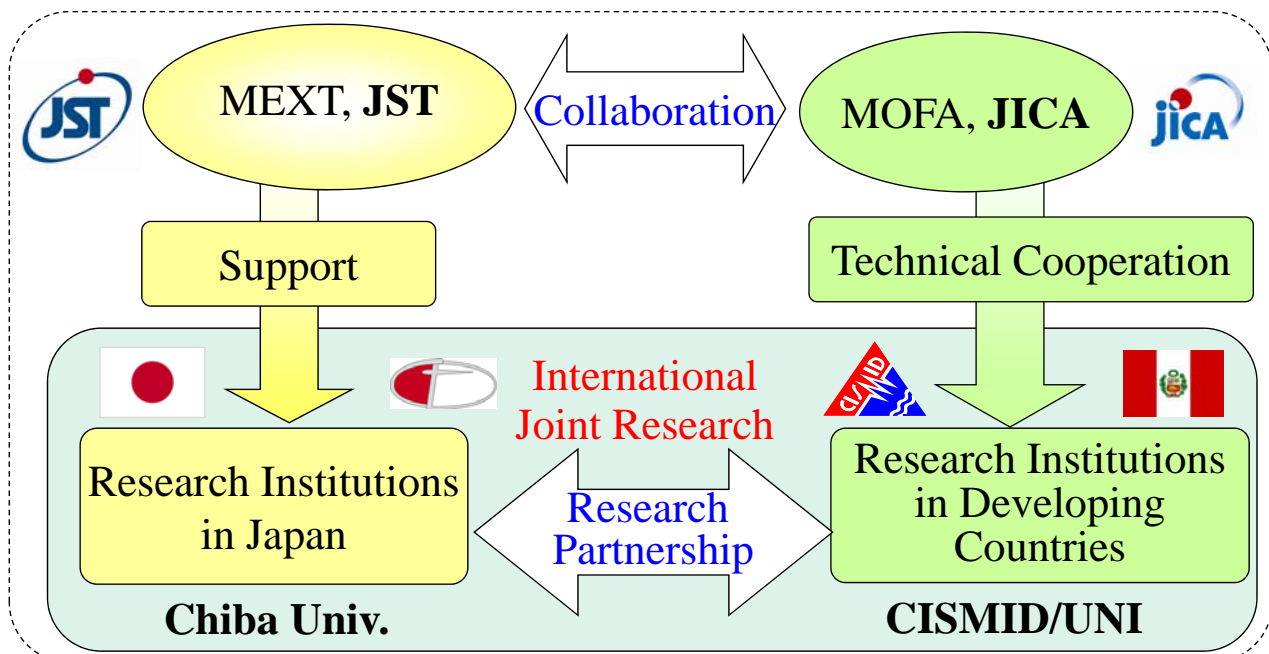 JST
MEXT, JST
Collaboration
MOFA, JICA
jICA
Support
Technical Cooperation
International
Joint Research
CISMID
Research Institutions
in Japan
Research
Partnership
Research Institutions
in Developing
Countries
Chiba Univ.
CISMID/UNI